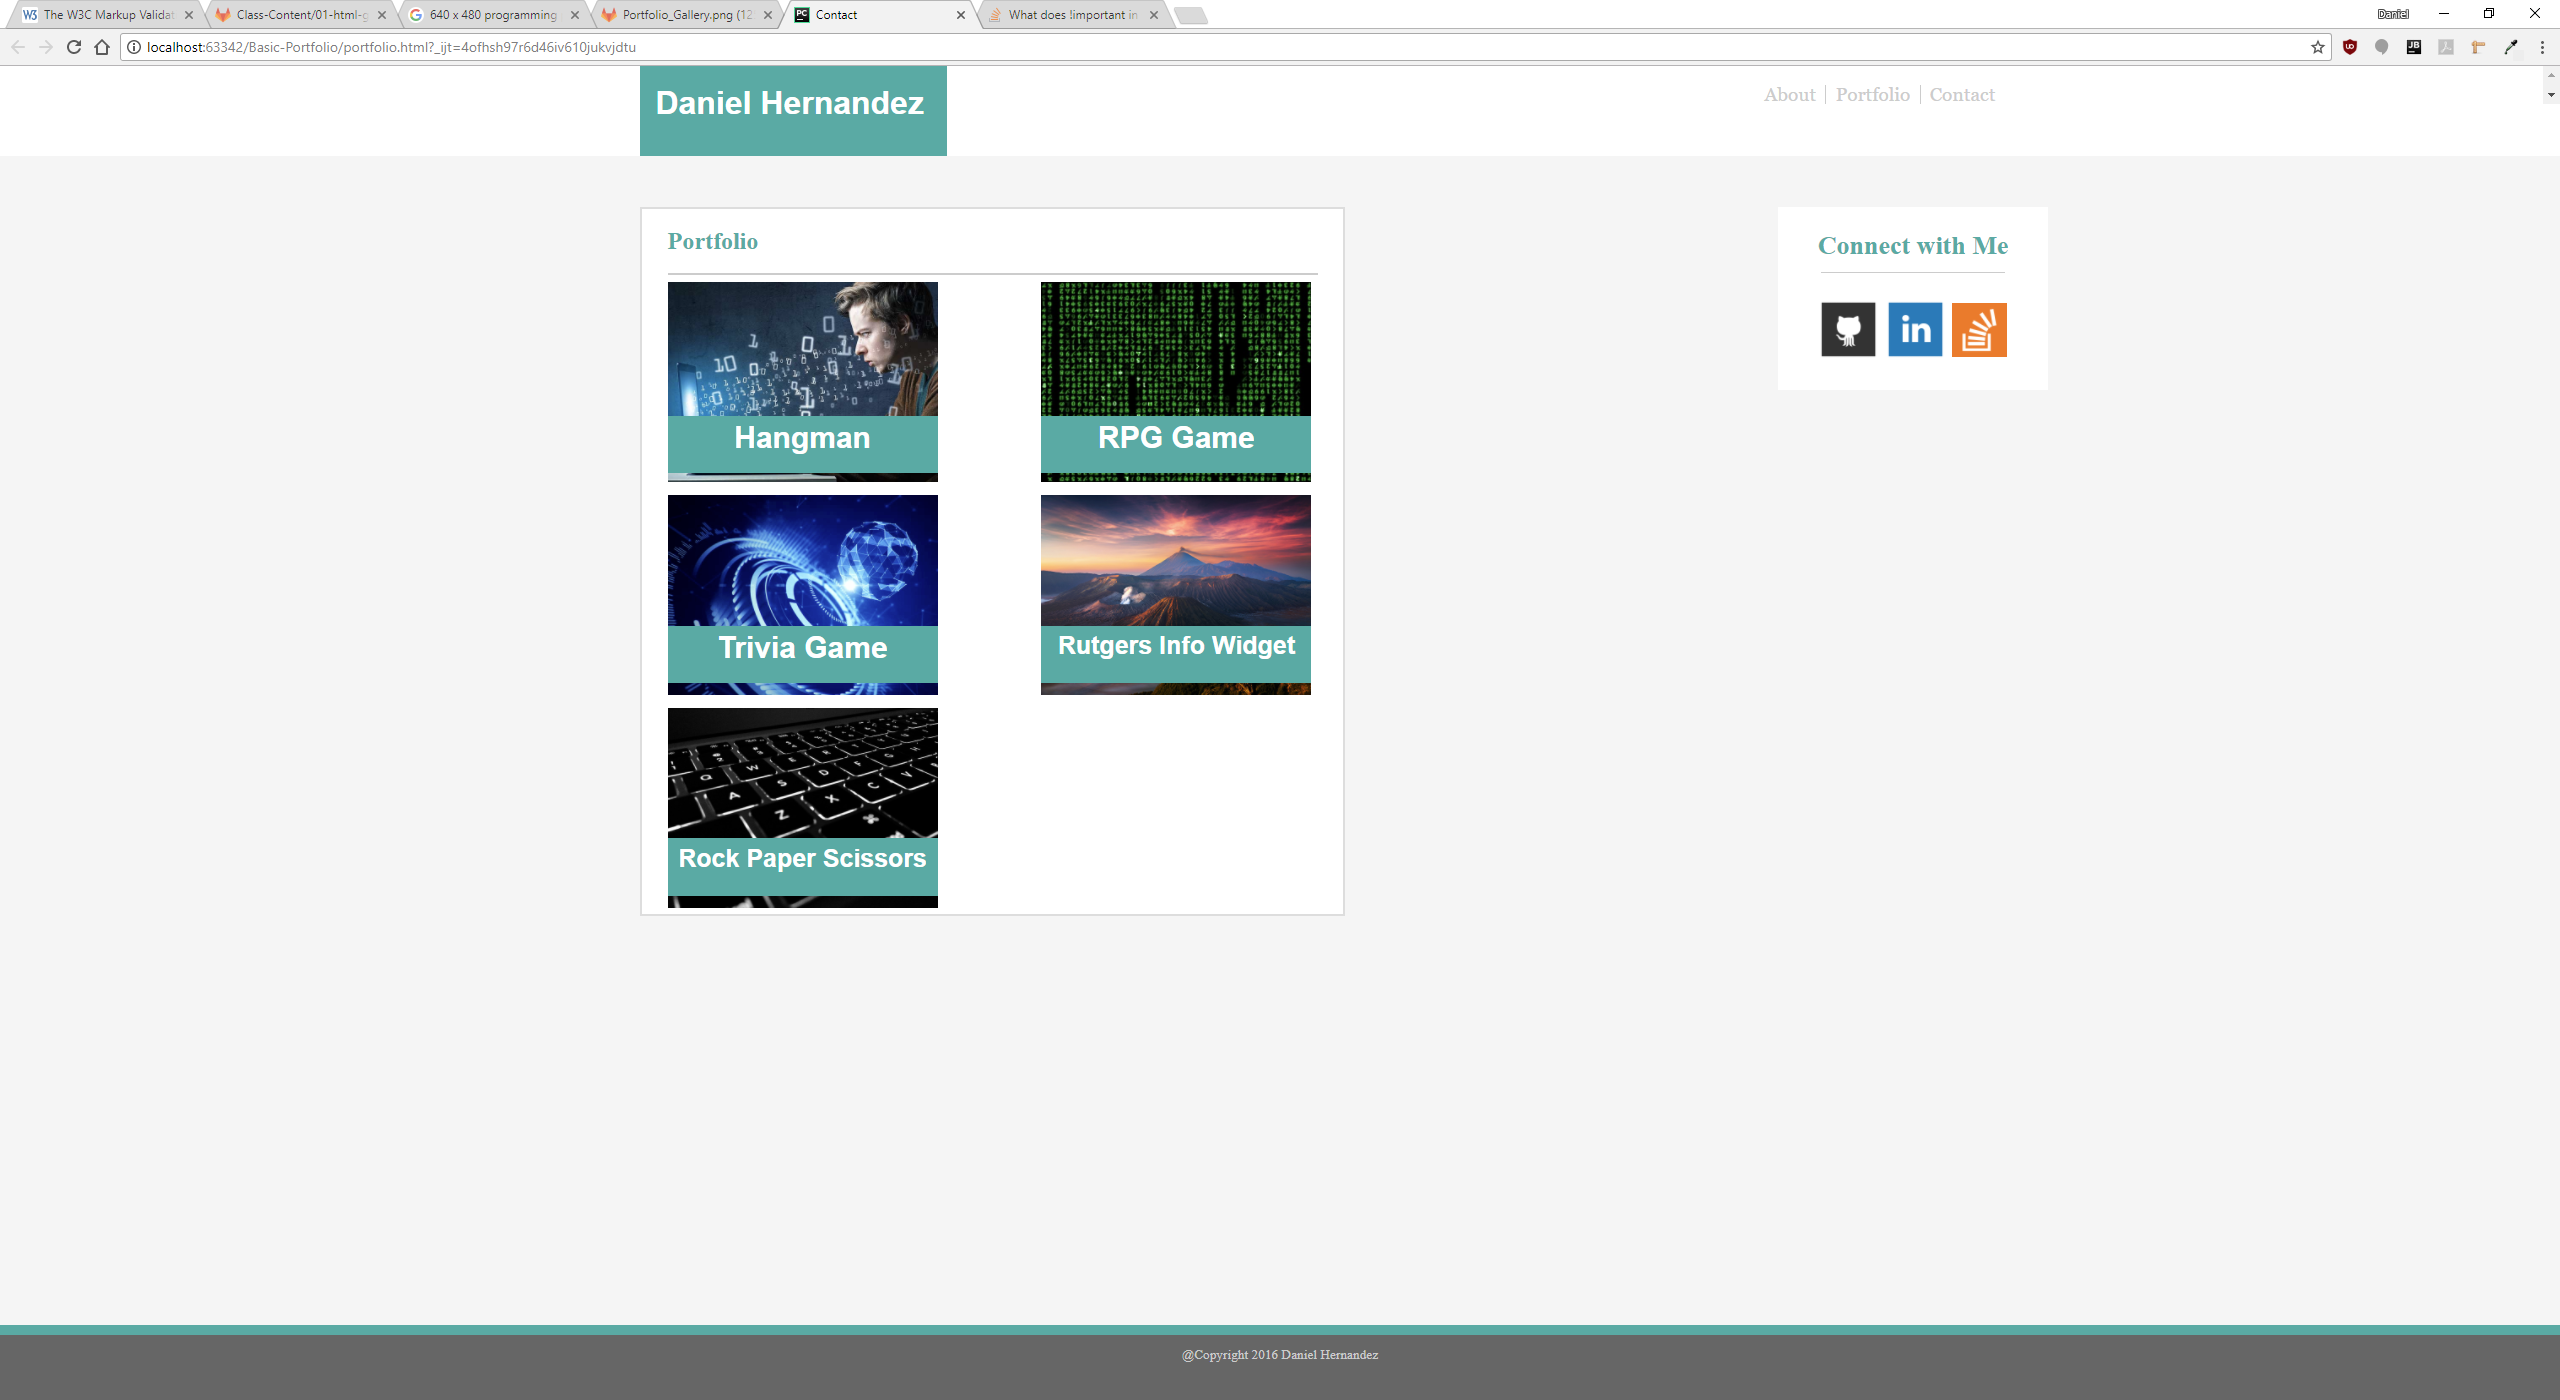 The W3C Markup Validat
Class-Content/01-html-g
640 x 480 programming
Portfolio_Gallery.png (12
Contact
What does !important in
Daniel
localhost:63342/Basic-Portfolio/portfolio.html?_ijt=4ofhsh97r6d46iv610jukvjdtu
Daniel Hernandez
About
Portfolio
Contact
Portfolio
Connect with Me
in
Hangman
RPG Game
Trivia Game
Rutgers Info Widget
Rock Paper Scissors
@Copyright 2016 Daniel Hernandez